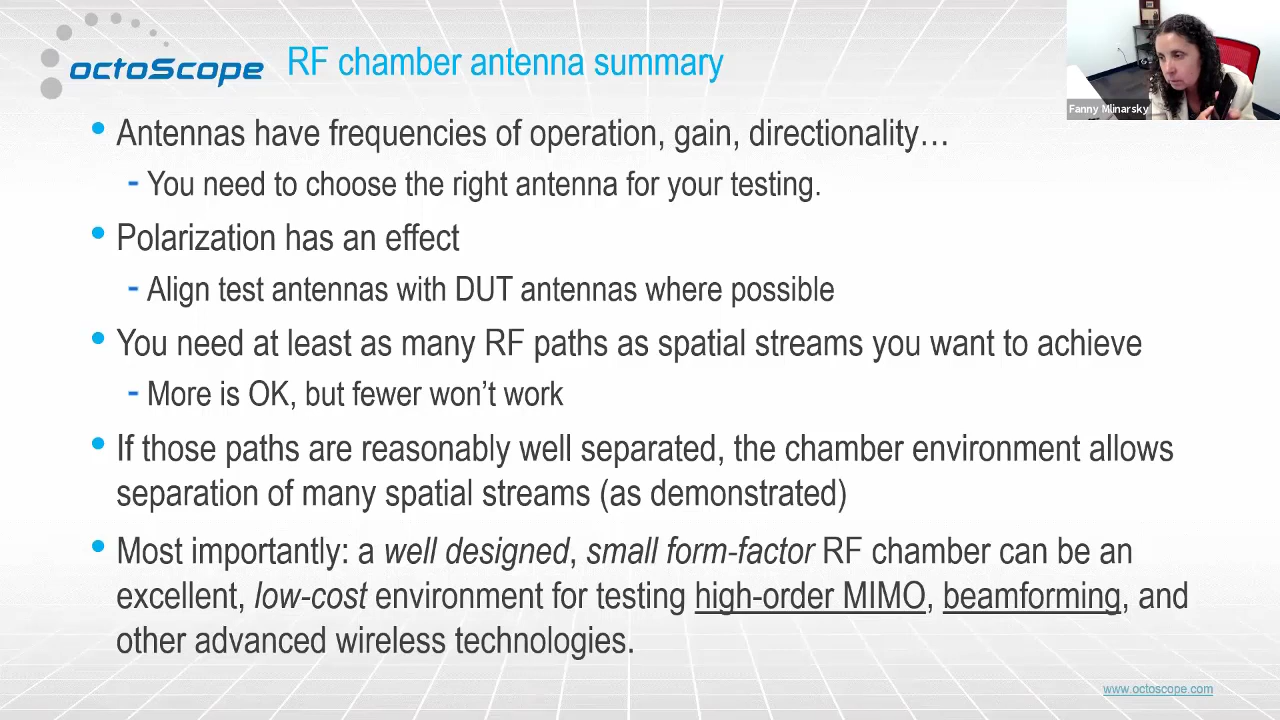 octoScope
RF chamber antenna summary
Fanny Mlinarsky
• Antennas have frequencies of operation, gain, directionality…
- You need to choose the right antenna for your testing.
• Polarization has an effect
- Align test antennas with DUT antennas where possible
• You need at least as many RF paths as spatial streams you want to achieve
- More is OK, but fewer won’t work
• If those paths are reasonably well separated, the chamber environment allows
separation of many spatial streams (as demonstrated)
• Most importantly: a well designed, small form-factor RF chamber can be an
excellent, low-cost environment for testing high-order MIMO, beamforming, and
other advanced wireless technologies.
www.octoscope.com